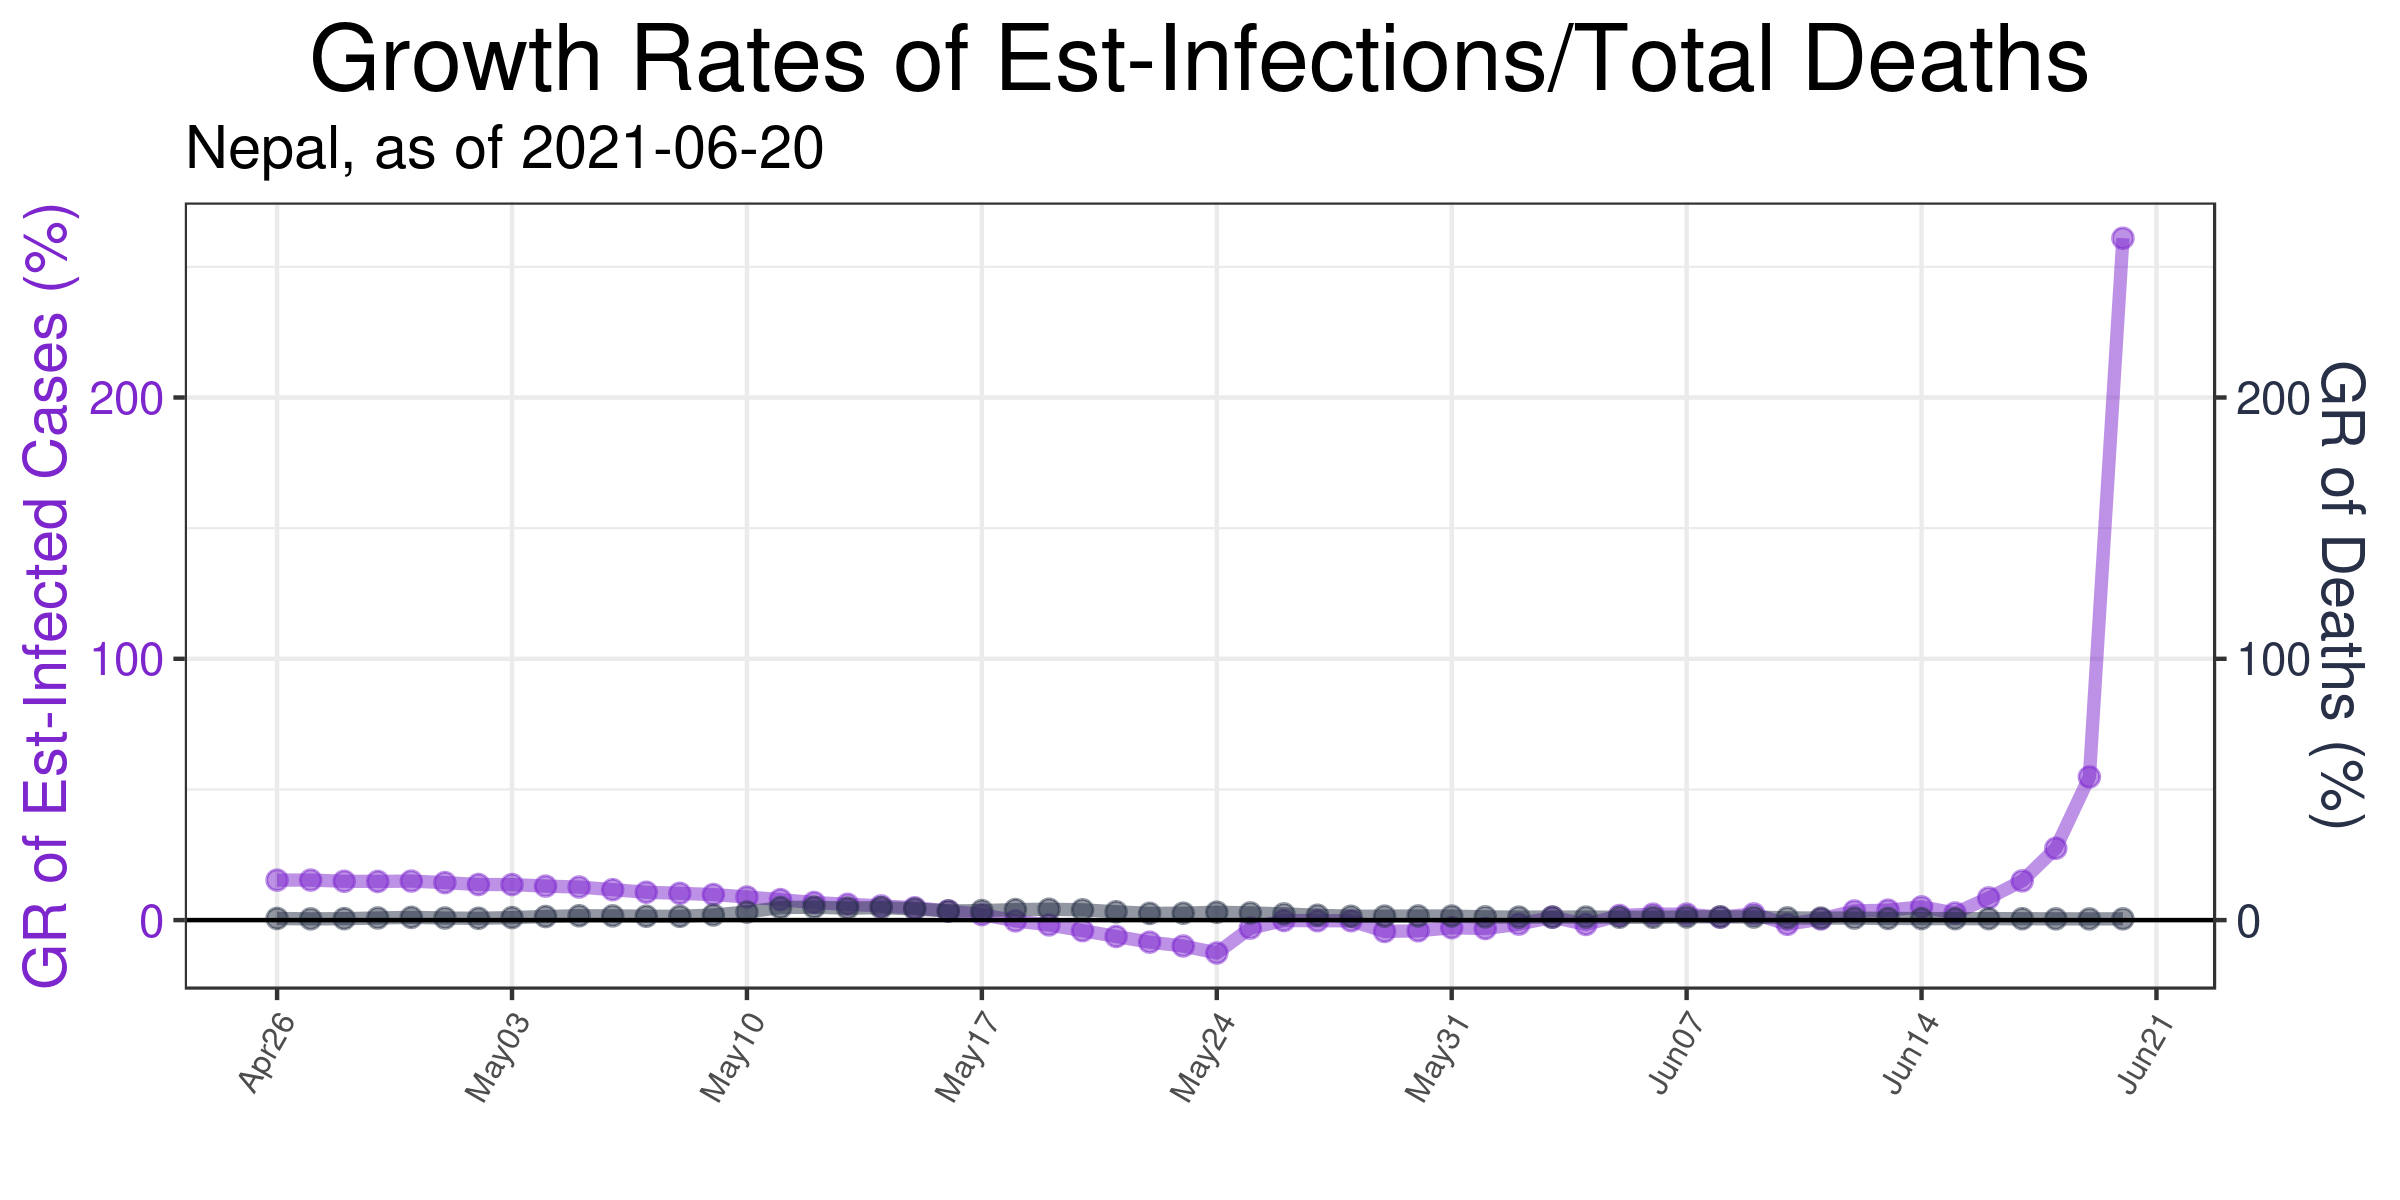 Growth Rates of Est-Infections/Total Deaths
Nepal, as of 2021-06-20
GR of Est-Infected Cases (%)
200
100
0
200
100
0
GR of Deaths (%)
Apr26
May03
May10
May17
May24
May31
Jun07
Jun14
Jun21